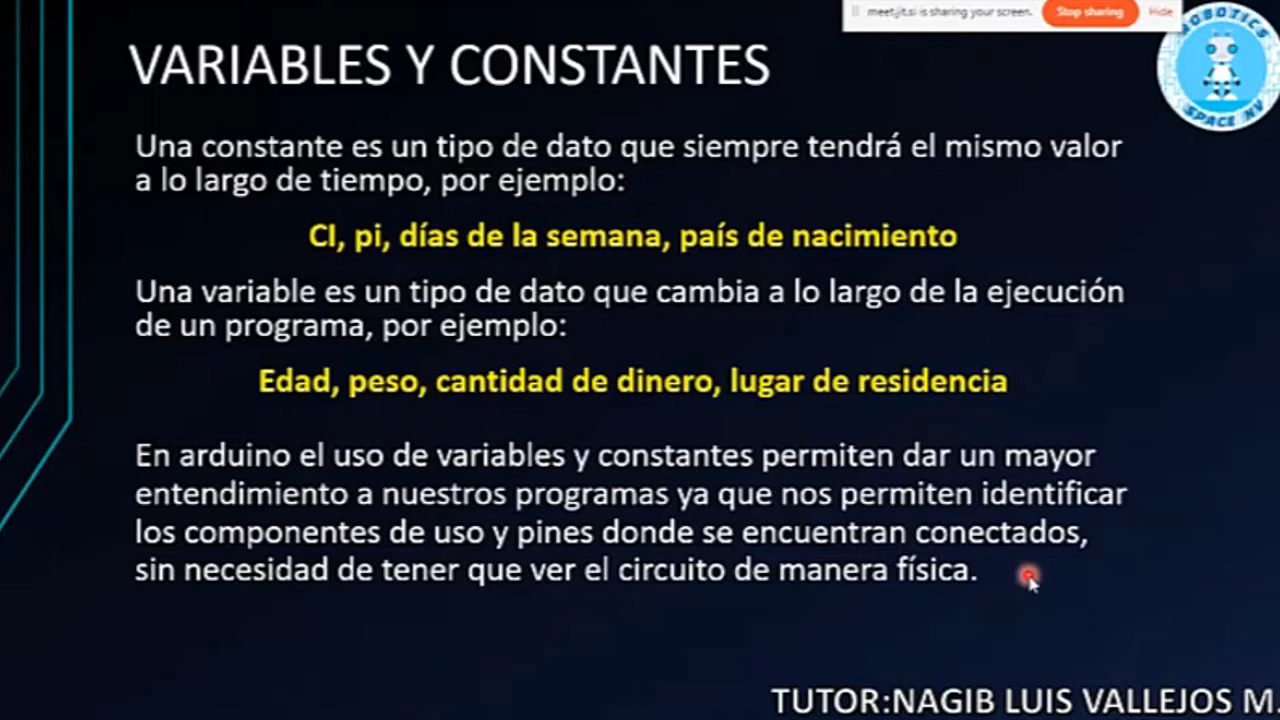 meet.jit.si is sharing your screen. Stop sharing Hide
ROBOTICS
SPACE NV
VARIABLES Y CONSTANTES
Una constante es un tipo de dato que siempre tendrá el mismo valor
a lo largo de tiempo, por ejemplo:
CI, pi, días de la semana, país de nacimiento
Una variable es un tipo de dato que cambia a lo largo de la ejecución
de un programa, por ejemplo:
Edad, peso, cantidad de dinero, lugar de residencia
En arduino el uso de variables y constantes permiten dar un mayor
entendimiento a nuestros programas ya que nos permiten identificar
los componentes de uso y pines donde se encuentran conectados,
sin necesidad de tener que ver el circuito de manera física.
TUTOR:NAGIB LUIS VALLEJOS M.